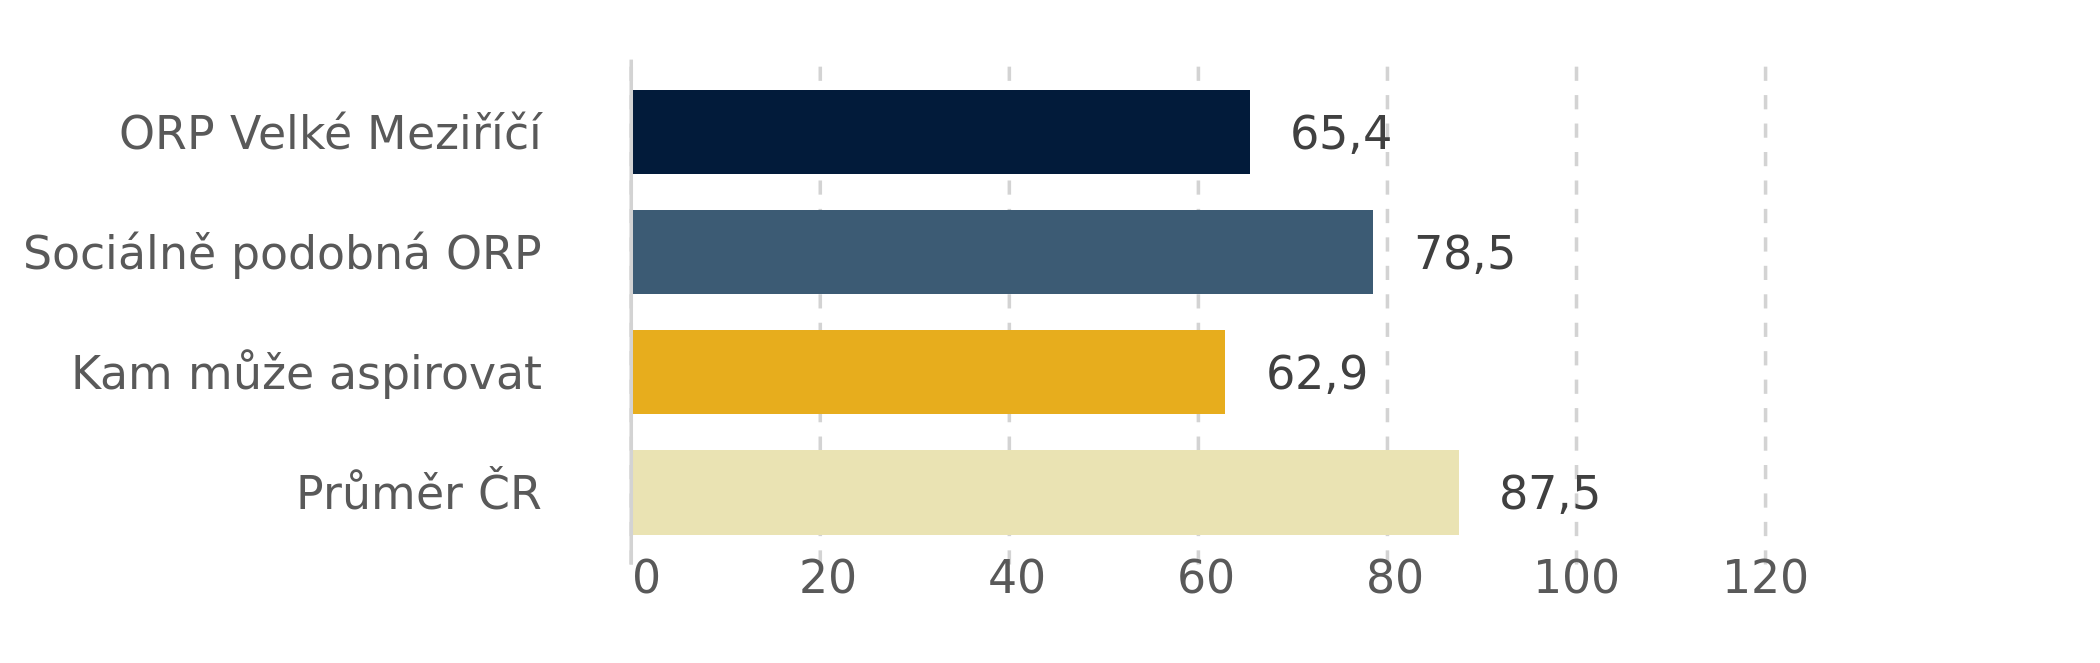 ORP Velké Meziříčí 65,4
Sociálně podobná ORP 78,5
Kam může aspirovat 62,9
Průměr ČR 87,5
0 20 40 60 80 100 120